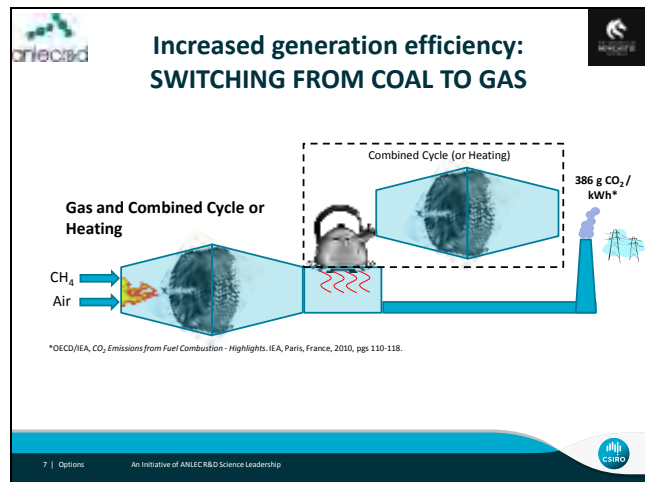 anlecr&d
Increased generation efficiency:
SWITCHING FROM COAL TO GAS
Combined Cycle (or Heating)
386 g CO₂ /
kWh*
Gas and Combined Cycle or
Heating
CH₄
Air
*OECD/IEA, CO₂ Emissions from Fuel Combustion - Highlights. IEA, Paris, France, 2010, pgs 110-118.
7 | Options
An Initiative of ANLEC R&D Science Leadership
CSIRO